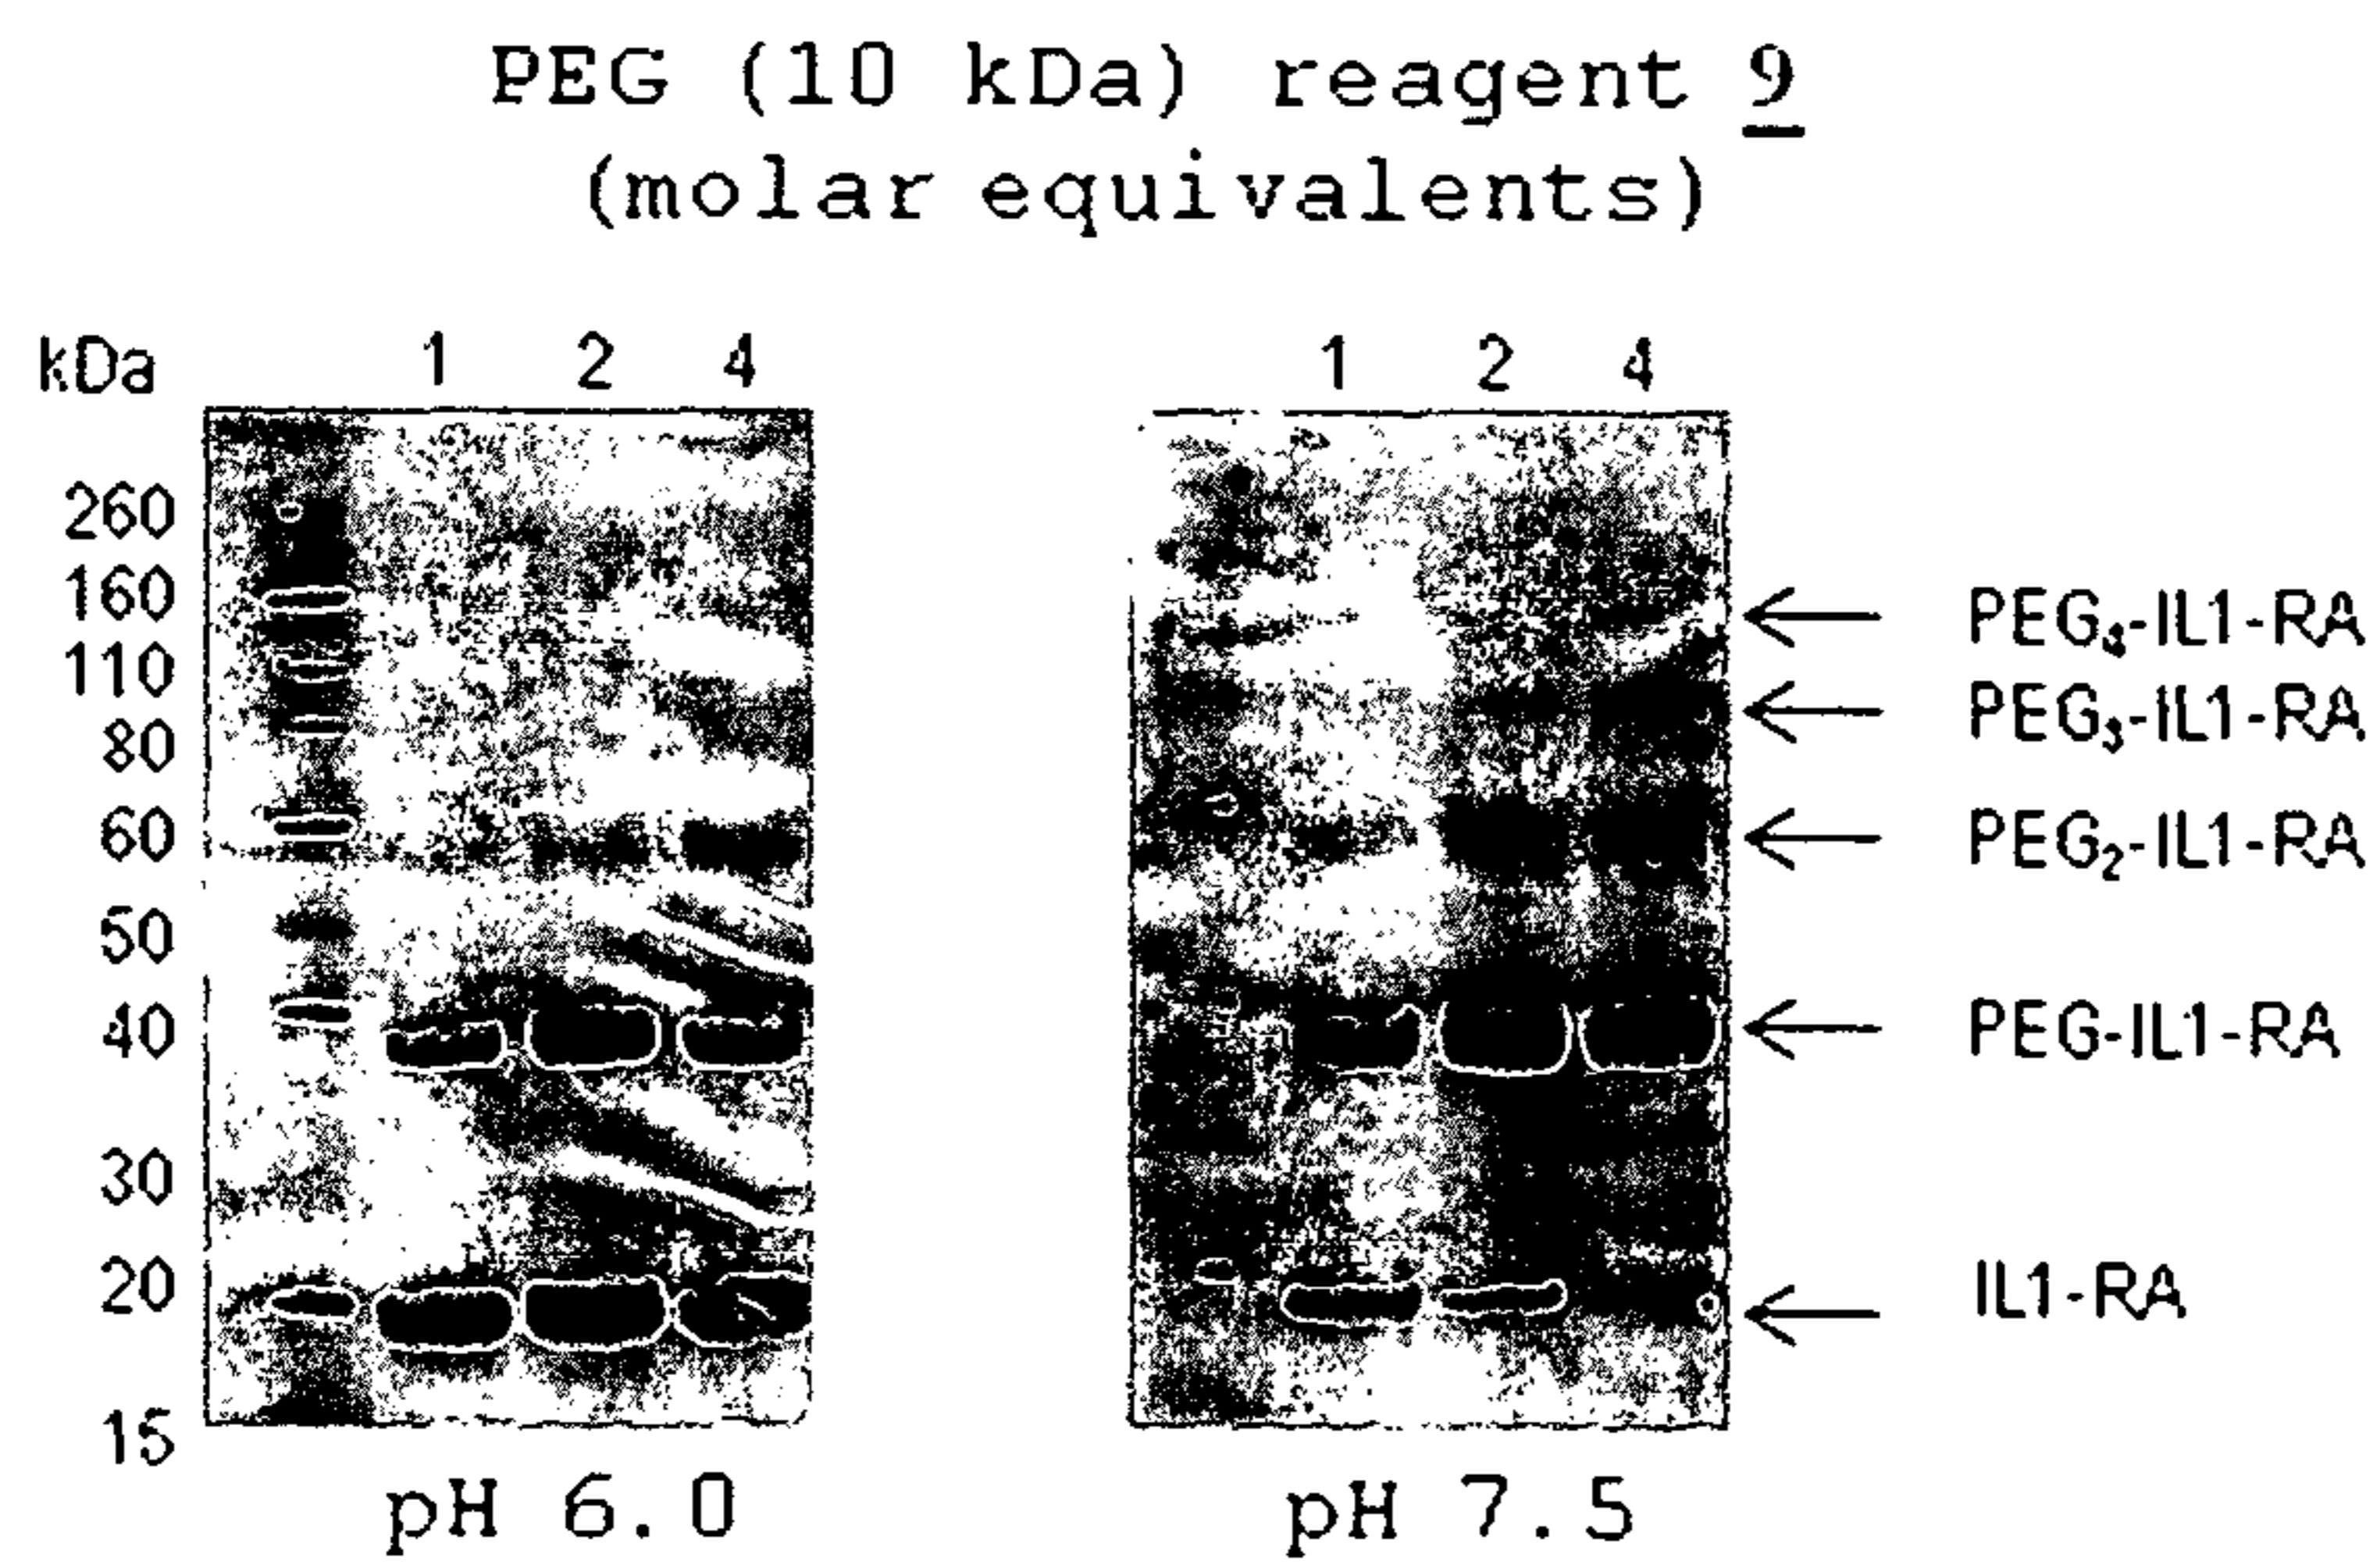 PEG (10 kDa) reagent 9
(molar equivalents)
kDa 1 2 4 1 2 4
260
160
110
80
60
50
40
30
20
15
PEG₄-IL1-RA
PEG₃-IL1-RA
PEG₂-IL1-RA
PEG-IL1-RA
IL1-RA
pH 6.0 pH 7.5